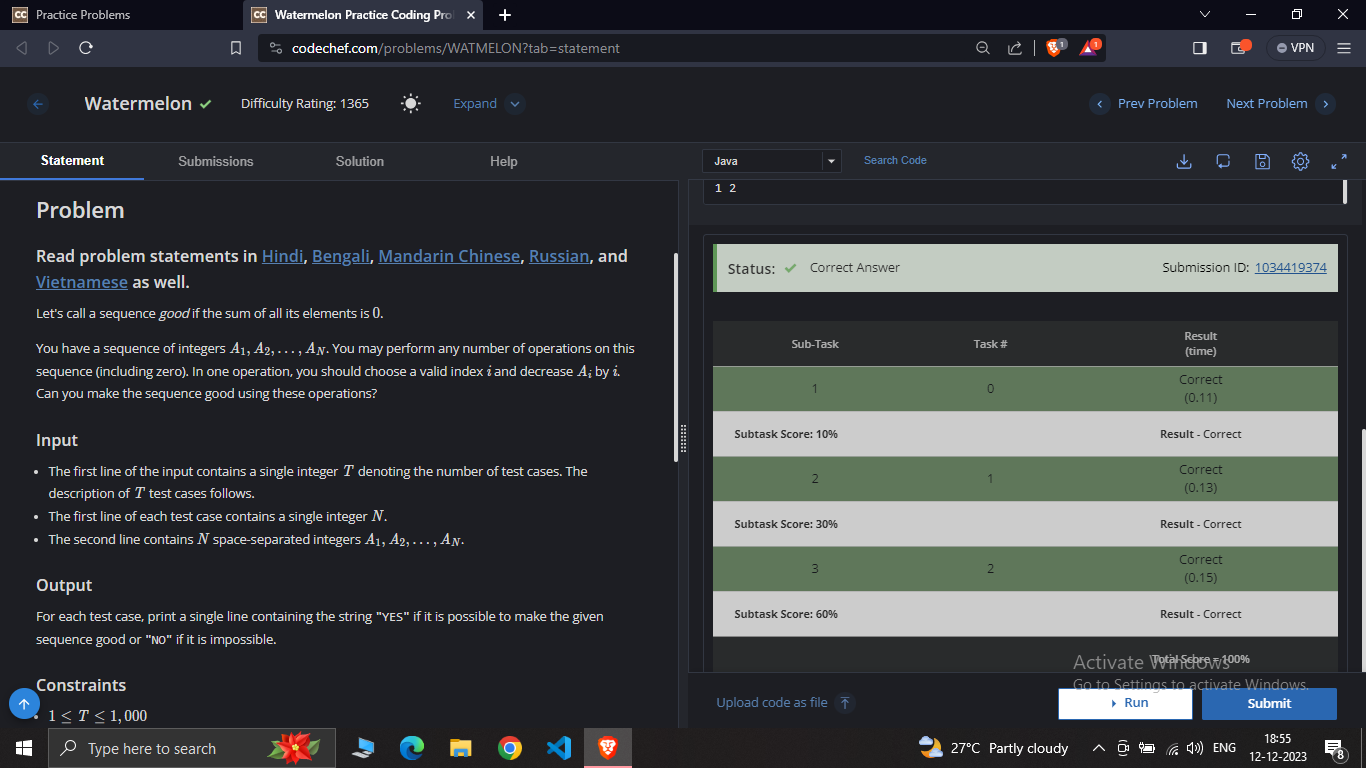 Practice Problems
Watermelon Practice Coding Pro
codechef.com/problems/WATMELON?tab=statement
1
1
VPN
Watermelon
Difficulty Rating: 1365
Expand
Prev Problem
Next Problem
Statement
Submissions
Solution
Help
Problem
Read problem statements in Hindi, Bengali, Mandarin Chinese, Russian, and
Vietnamese as well.
Let's call a sequence good if the sum of all its elements is 0.
You have a sequence of integers A₁, A₂, …, A_N. You may perform any number of operations on this
sequence (including zero). In one operation, you should choose a valid index i and decrease A_i by i.
Can you make the sequence good using these operations?
Input
• The first line of the input contains a single integer T denoting the number of test cases. The
description of T test cases follows.
• The first line of each test case contains a single integer N.
• The second line contains N space-separated integers A₁, A₂, …, A_N.
Output
For each test case, print a single line containing the string "YES" if it is possible to make the given
sequence good or "NO" if it is impossible.
Constraints
• 1 ≤ T ≤ 1,000
Java
Search Code
1 2
Status: Correct Answer
Submission ID: 1034419374
Sub-Task Task # Result
(time)
1 0 Correct
(0.11)
Subtask Score: 10% Result - Correct
2 1 Correct
(0.13)
Subtask Score: 30% Result - Correct
3 2 Correct
(0.15)
Subtask Score: 60% Result - Correct
Total Score = 100%
Activate Windows
Go to Settings to activate Windows.
Upload code as file
Run
Submit
Type here to search
27°C Partly cloudy
ENG
18:55
12-12-2023
8